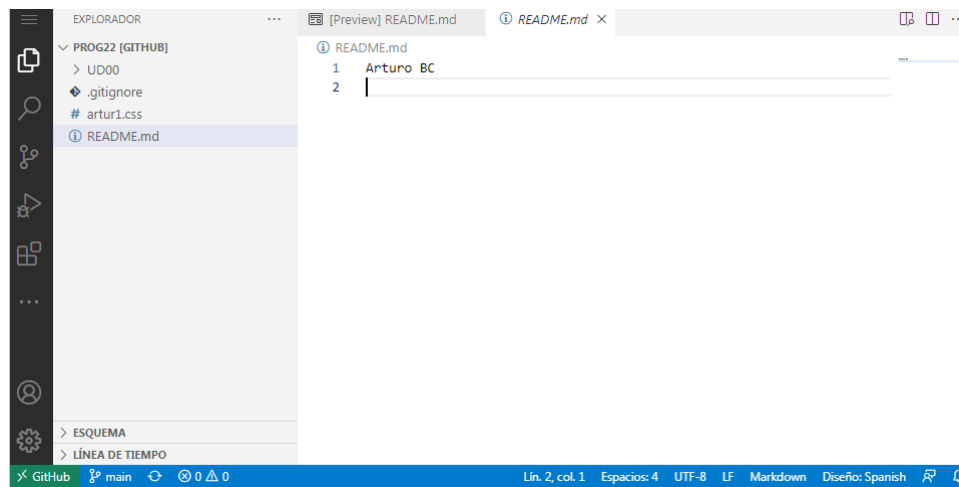 EXPLORADOR
PROG22 [GITHUB]
UD00
.gitignore
# artur1.css
README.md
ESQUEMA
LÍNEA DE TIEMPO
[Preview] README.md
README.md
README.md
1 Arturo BC
2
GitHub main 0 0 Lín. 2, col. 1 Espacios: 4 UTF-8 LF Markdown Diseño: Spanish